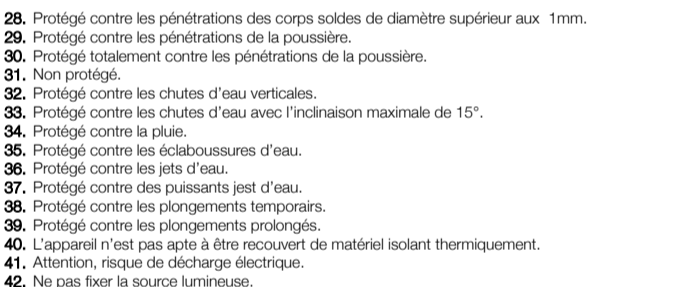 28. Protégé contre les pénétrations des corps soldes de diamètre supérieur aux 1mm.
29. Protégé contre les pénétrations de la poussière.
30. Protégé totalement contre les pénétrations de la poussière.
31. Non protégé.
32. Protégé contre les chutes d'eau verticales.
33. Protégé contre les chutes d'eau avec l'inclinaison maximale de 15°.
34. Protégé contre la pluie.
35. Protégé contre les éclaboussures d'eau.
36. Protégé contre les jets d'eau.
37. Protégé contre des puissants jest d'eau.
38. Protégé contre les plongements temporairs.
39. Protégé contre les plongements prolongés.
40. L'appareil n'est pas apte à être recouvert de matériel isolant thermiquement.
41. Attention, risque de décharge électrique.
42. Ne pas fixer la source lumineuse.